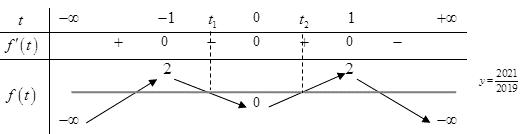 t −∞ −1 t₁ 0 t₂ 1 +∞
f′(t) + 0 − 0 + 0 −
2 2
f(t) 0 y = 2021/2019
−∞ −∞